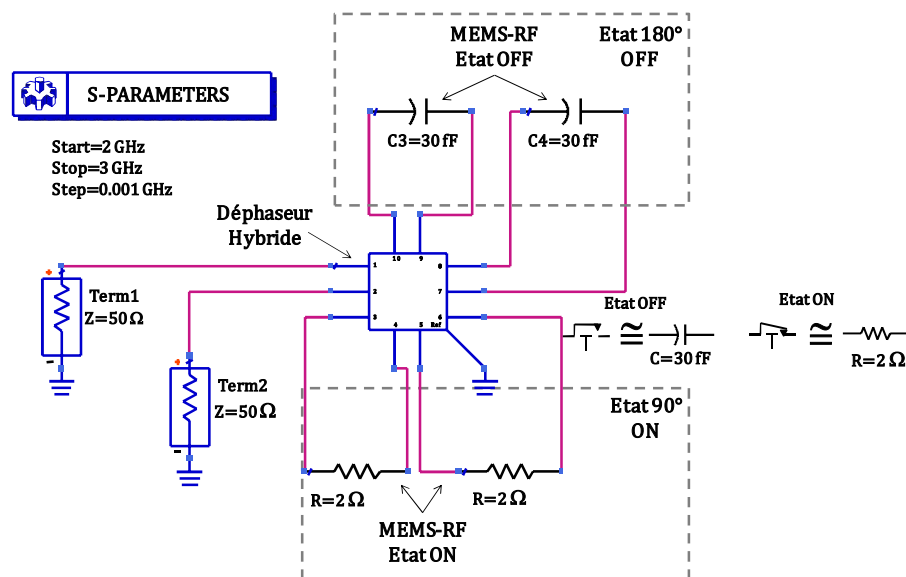 MEMS-RF
Etat OFF
Etat 180°
OFF
S-PARAMETERS
Start=2 GHz
Stop=3 GHz
Step=0.001 GHz
C3=30 fF
C4=30 fF
Déphaseur
Hybride
10 9
1 8
2 7
3 6
4 5 Ref
+
Term1
Z=50 Ω
-
+
Term2
Z=50 Ω
-
Etat OFF
≅
C=30 fF
Etat ON
≅
R=2 Ω
Etat 90°
ON
R=2 Ω
R=2 Ω
MEMS-RF
Etat ON